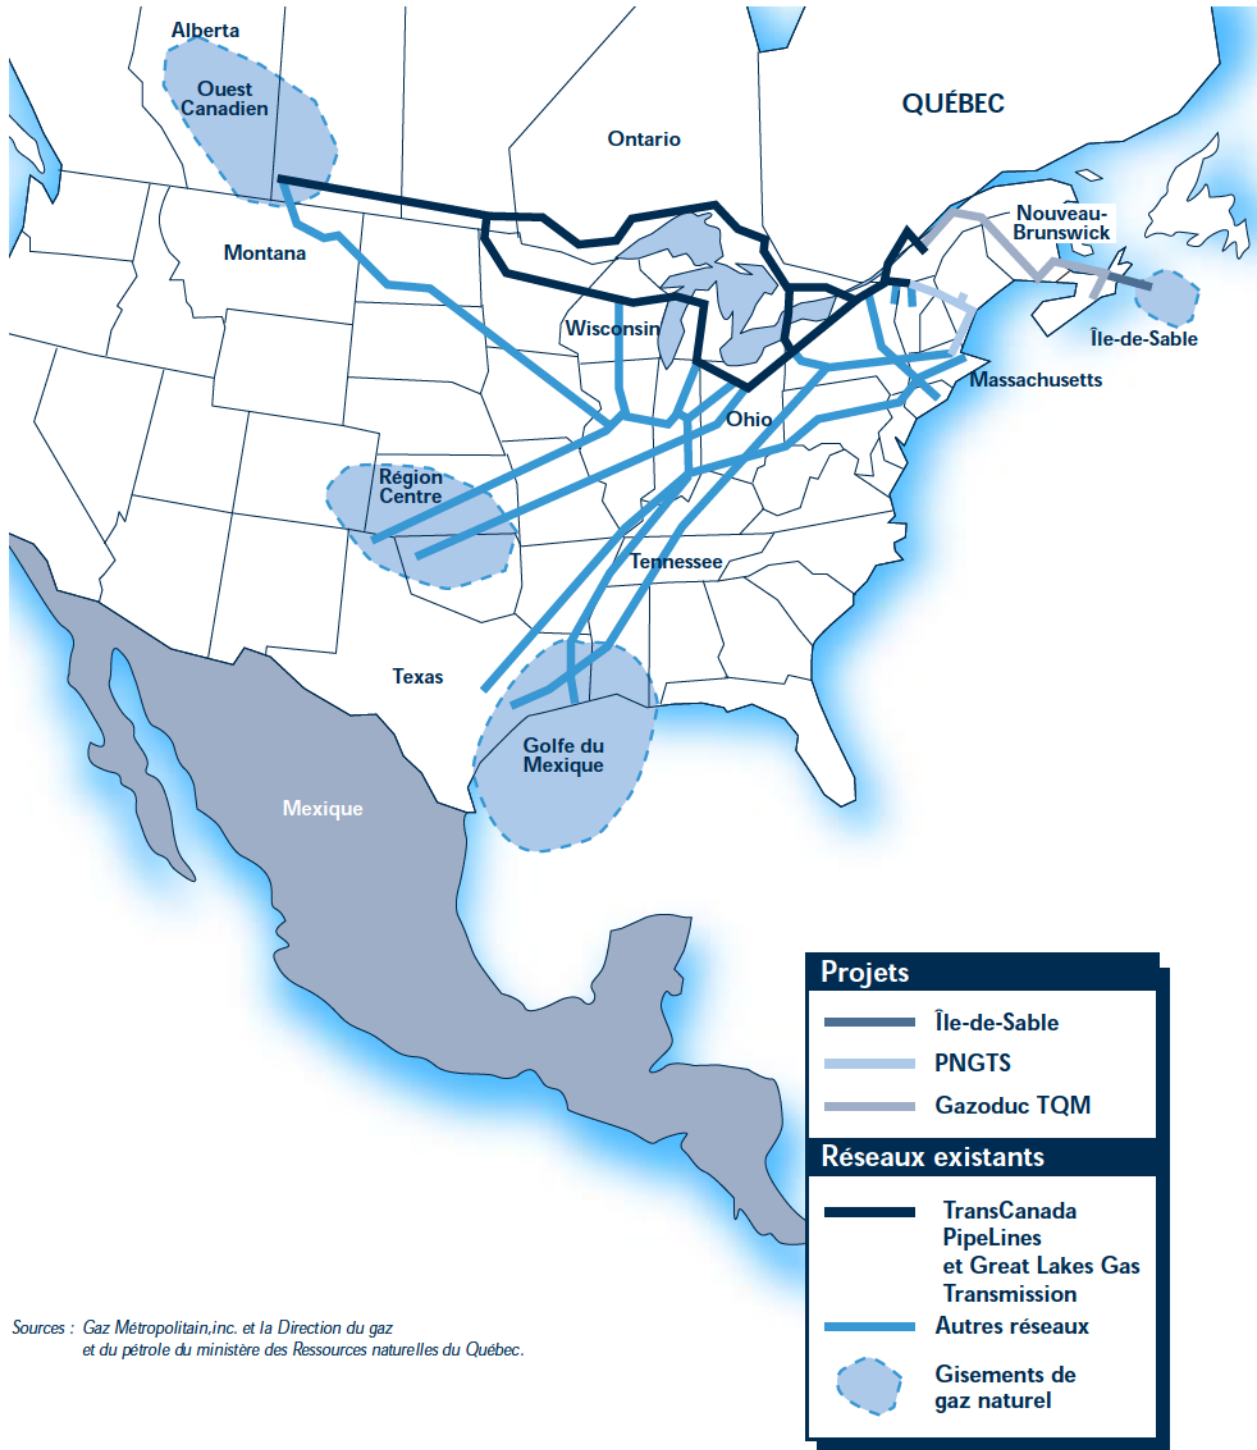 Alberta
Ouest
Canadien
Ontario
QUÉBEC
Nouveau-
Brunswick
Montana
Wisconsin
Île-de-Sable
Massachusetts
Ohio
Région
Centre
Tennessee
Texas
Golfe du
Mexique
Mexique
Projets
Île-de-Sable
PNGTS
Gazoduc TQM
Réseaux existants
TransCanada
PipeLines
et Great Lakes Gas
Transmission
Autres réseaux
Gisements de
gaz naturel
Sources : Gaz Métropolitain,inc. et la Direction du gaz
et du pétrole du ministère des Ressources naturelles du Québec.